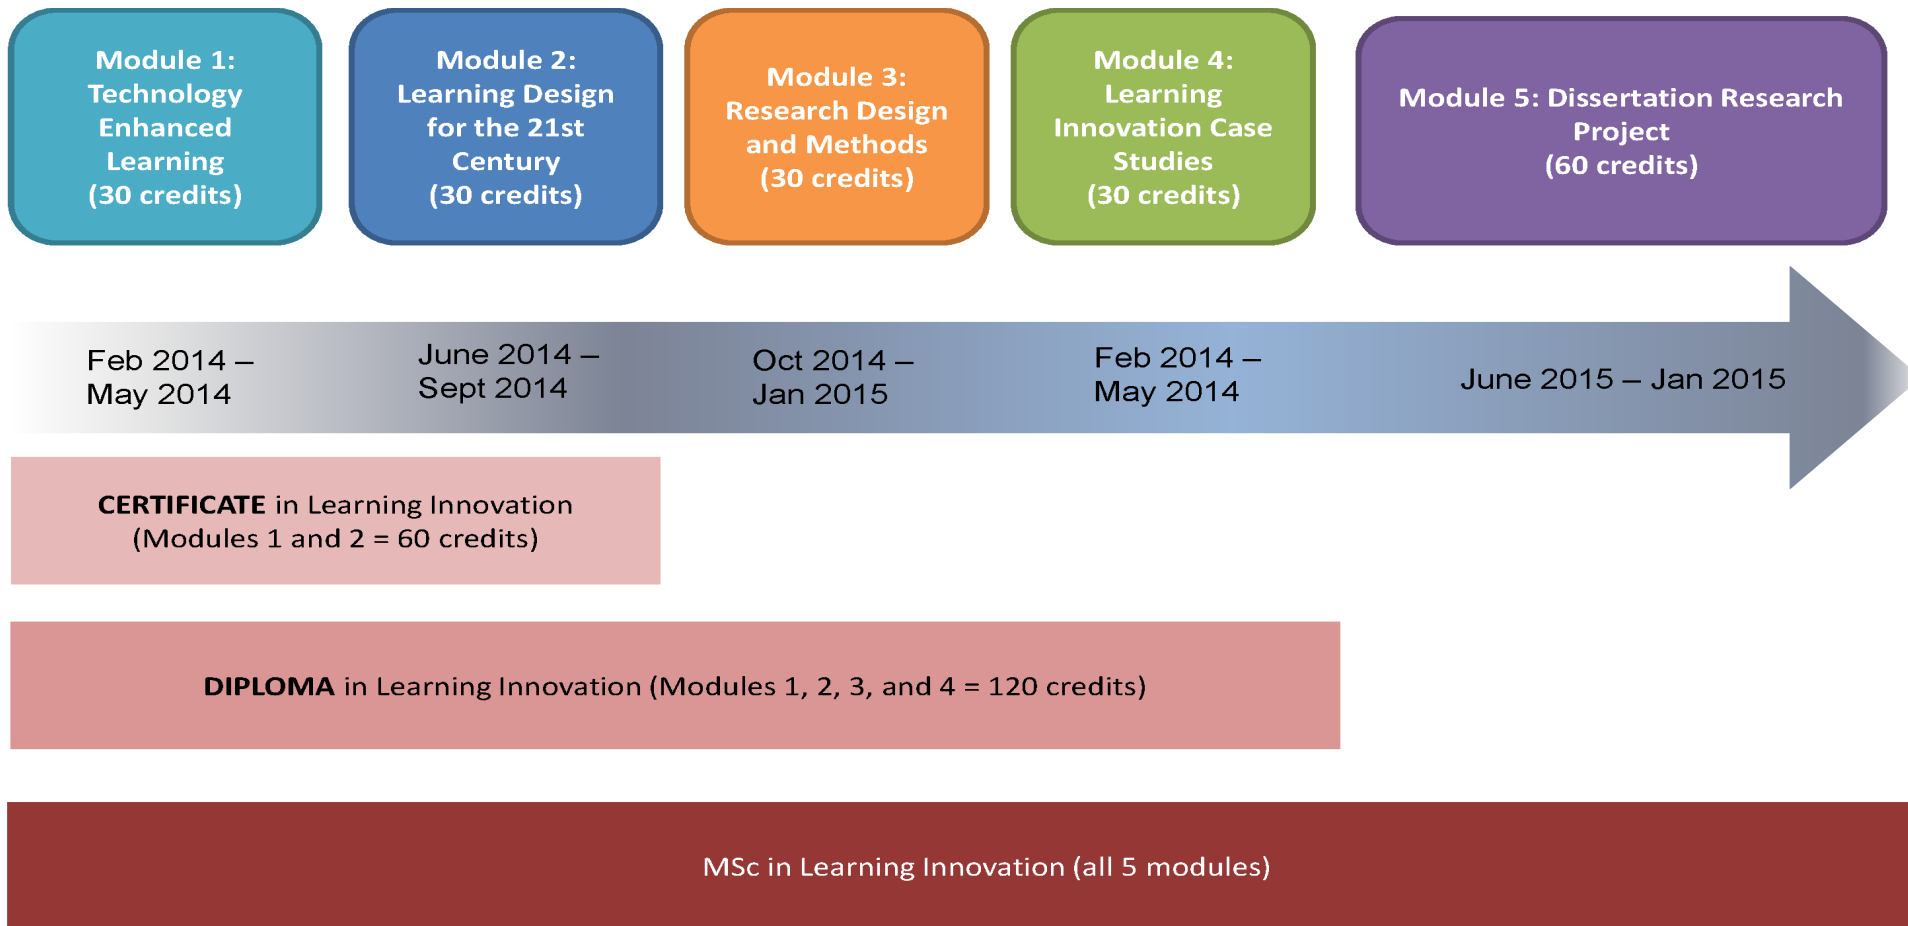 Module 1:
Technology
Enhanced
Learning
(30 credits)
Module 2:
Learning Design
for the 21st
Century
(30 credits)
Module 3:
Research Design
and Methods
(30 credits)
Module 4:
Learning
Innovation Case
Studies
(30 credits)
Module 5: Dissertation Research
Project
(60 credits)
Feb 2014 –
May 2014
June 2014 –
Sept 2014
Oct 2014 –
Jan 2015
Feb 2014 –
May 2014
June 2015 – Jan 2015
CERTIFICATE in Learning Innovation
(Modules 1 and 2 = 60 credits)
DIPLOMA in Learning Innovation (Modules 1, 2, 3, and 4 = 120 credits)
MSc in Learning Innovation (all 5 modules)